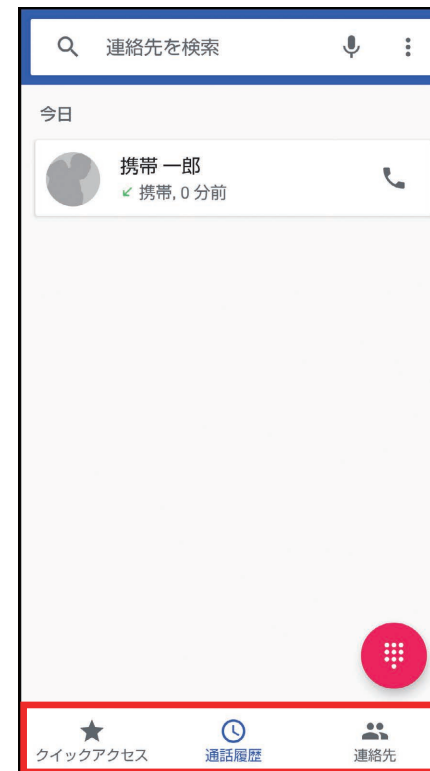 連絡先を検索
今日
携帯 一郎
携帯, 0 分前
クイックアクセス
通話履歴
連絡先